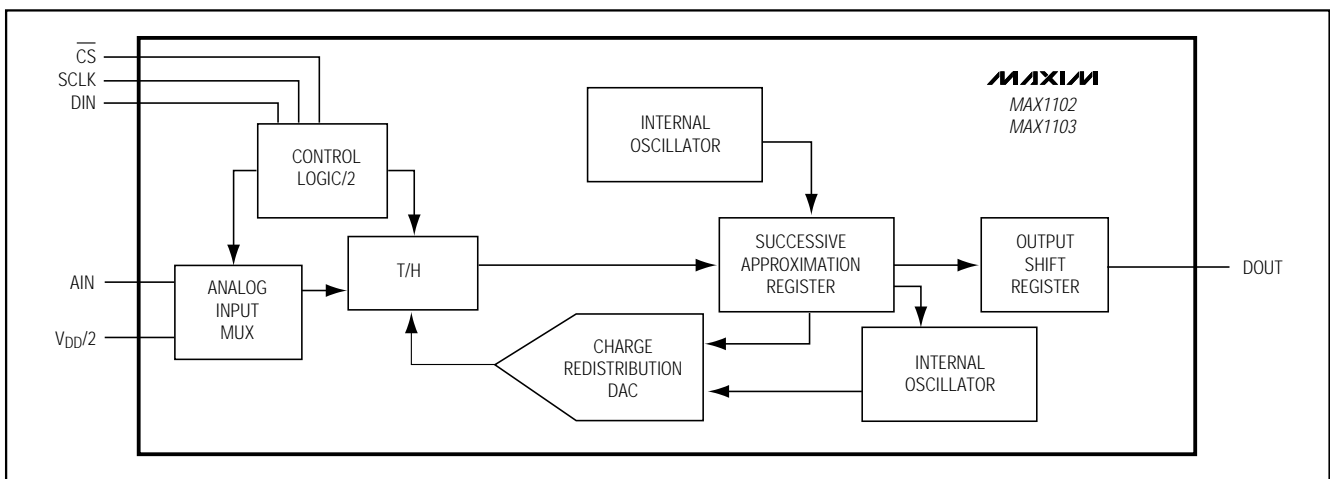 CS
SCLK
DIN
MAXIM
MAX1102
MAX1103
INTERNAL
OSCILLATOR
CONTROL
LOGIC/2
SUCCESSIVE
APPROXIMATION
REGISTER
OUTPUT
SHIFT
REGISTER
DOUT
T/H
AIN
ANALOG
INPUT
MUX
VDD/2
CHARGE
REDISTRIBUTION
DAC
INTERNAL
OSCILLATOR